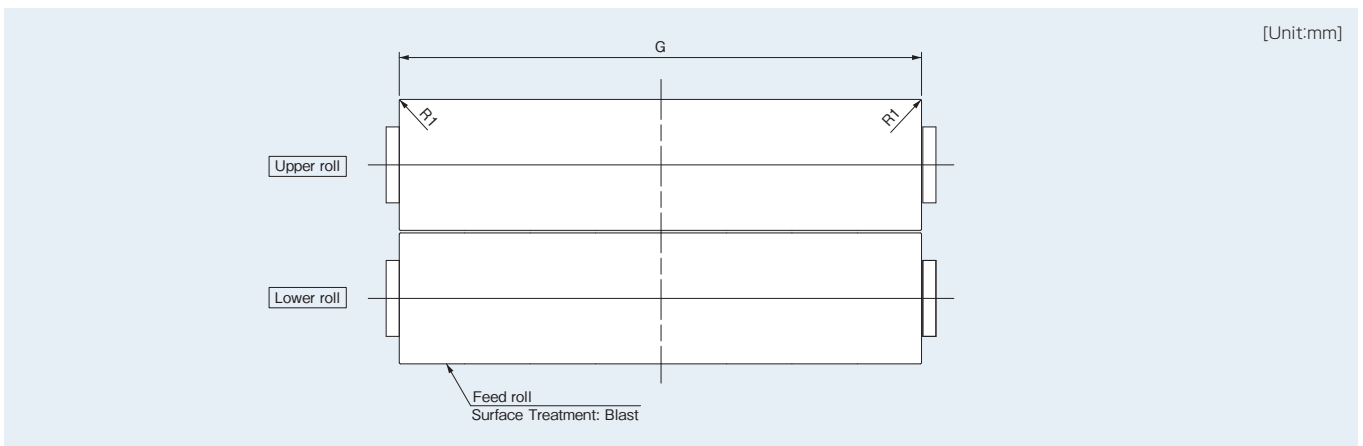 [Unit:mm]
G
R1
R1
Upper roll
Lower roll
Feed roll
Surface Treatment: Blast